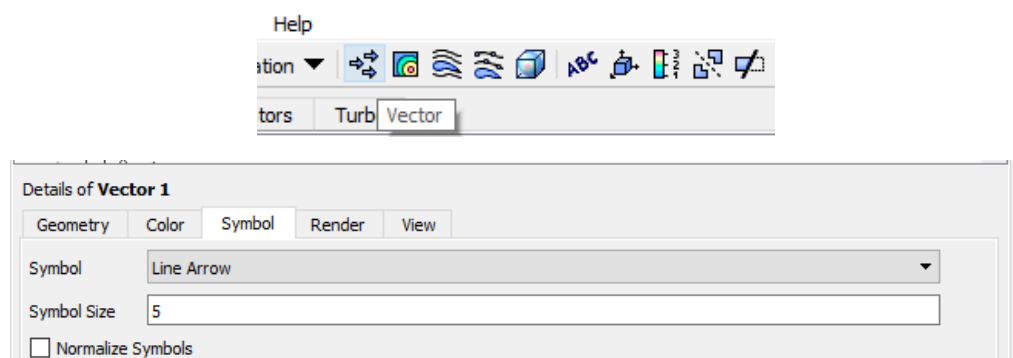 Help
ation
ABC
tors Turb Vector
Details of Vector 1
Geometry Color Symbol Render View
Symbol Line Arrow
Symbol Size 5
Normalize Symbols